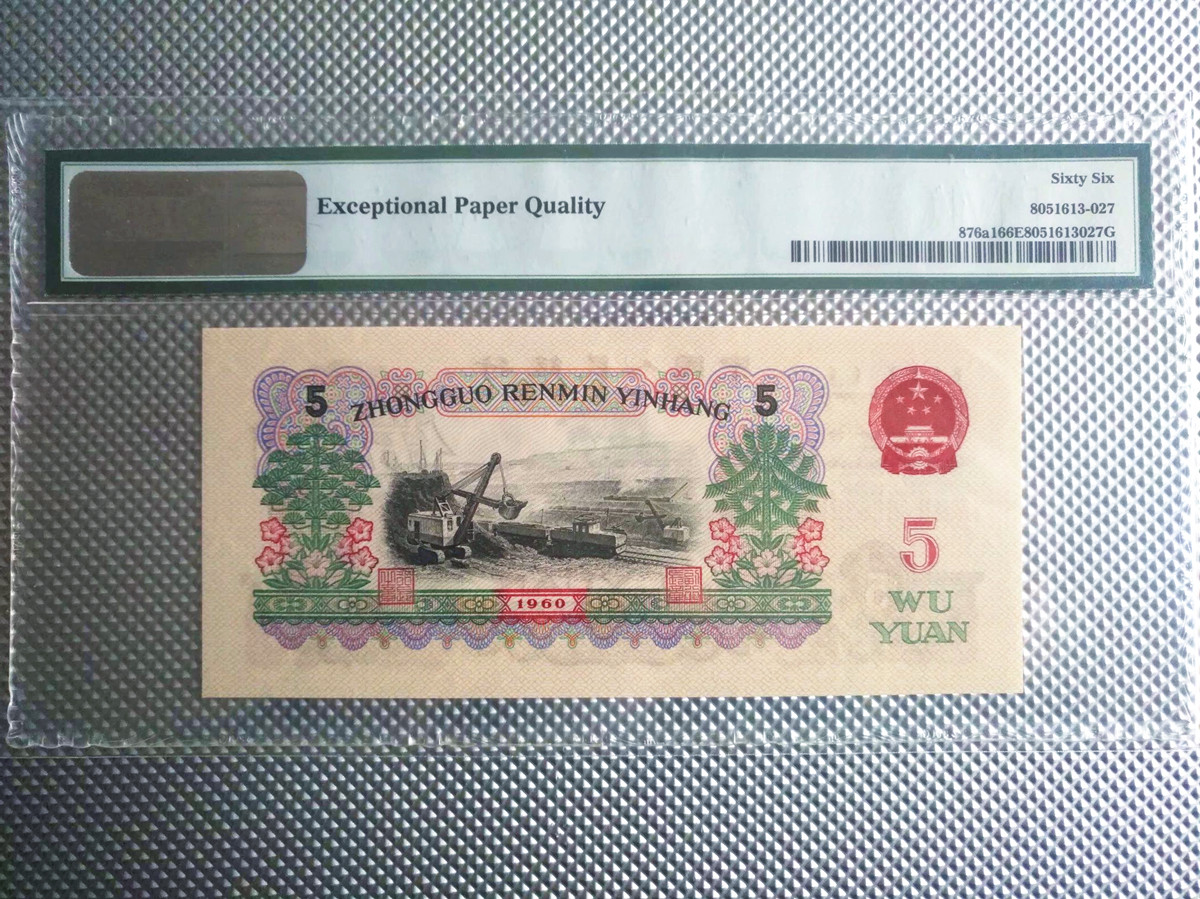 Exceptional Paper Quality
Sixty Six
8051613-027
876a166E8051613027G
5 ZHONGGUO RENMIN YINHANG 5
5
WU
YUAN
1960